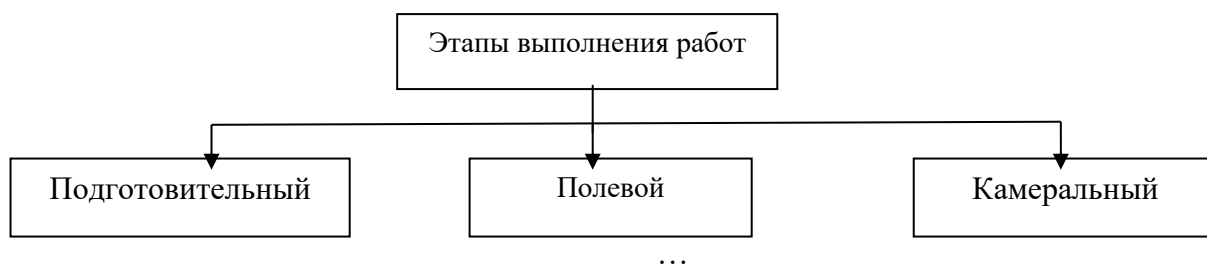 Этапы выполнения работ
Подготовительный
Полевой
Камеральный
…